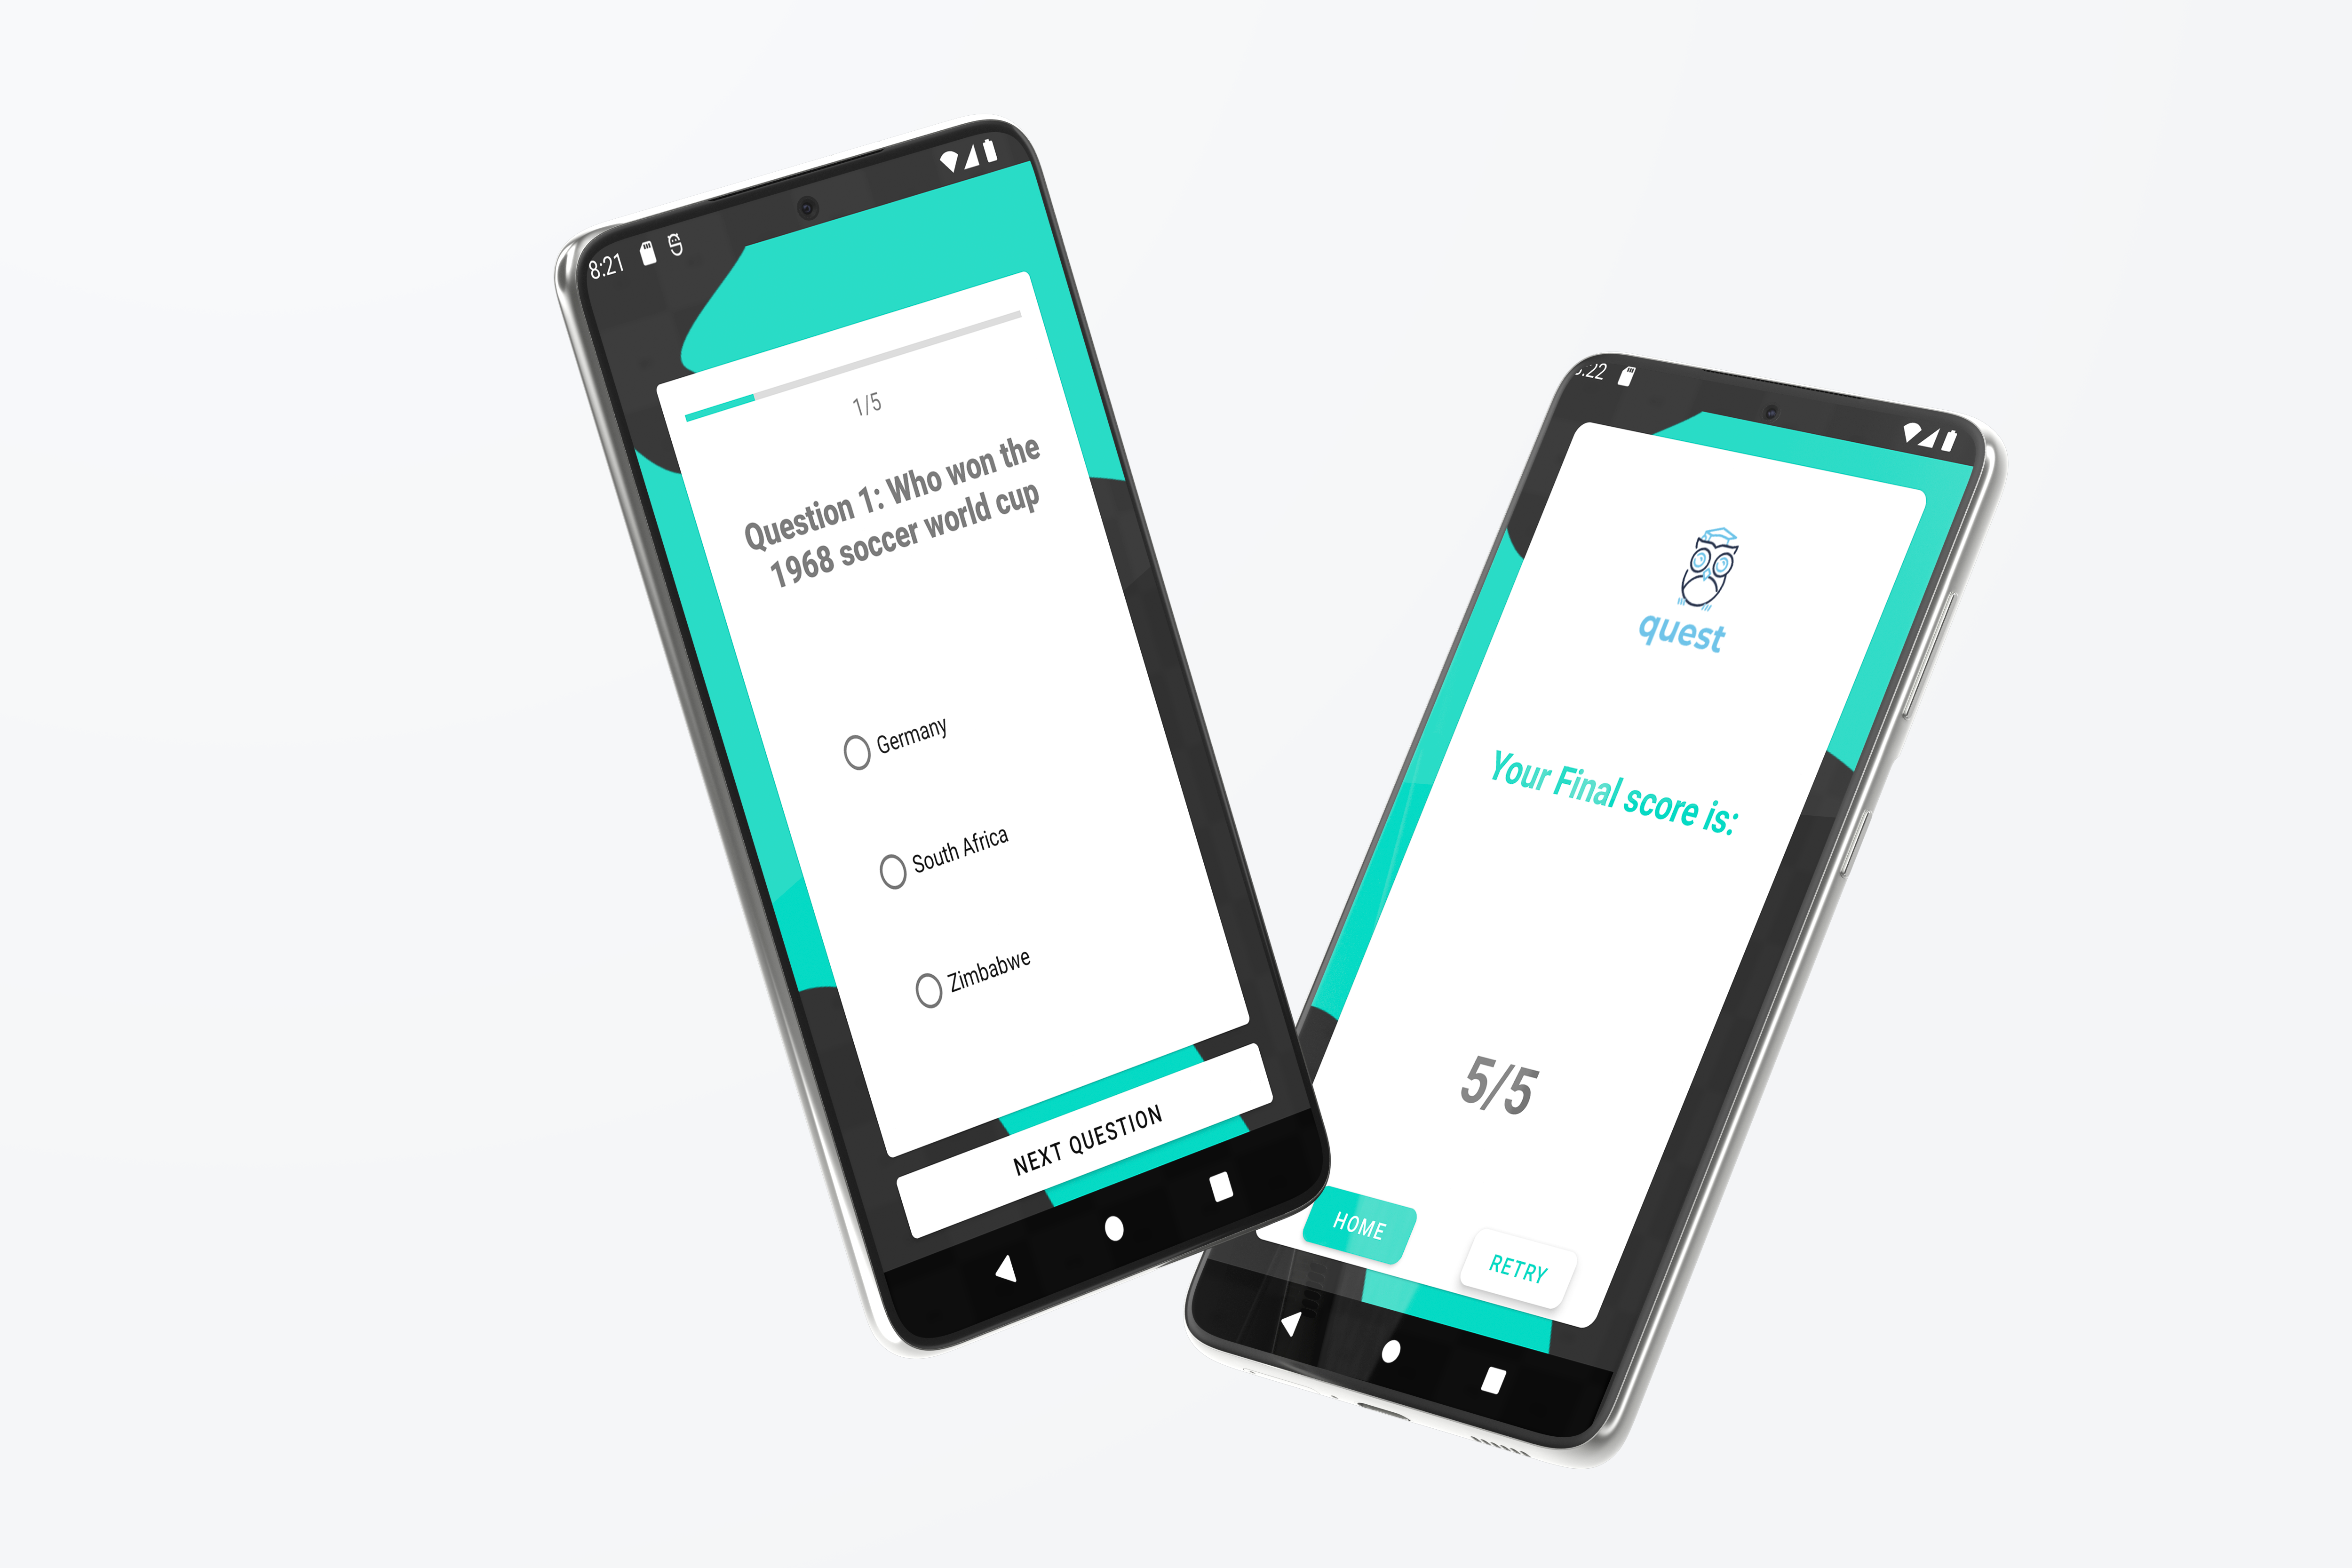 8:21
1/5
Question 1: Who won the
1968 soccer world cup
Germany
South Africa
Zimbabwe
NEXT QUESTION
:22
quest
Your Final score is:
5/5
HOME
RETRY